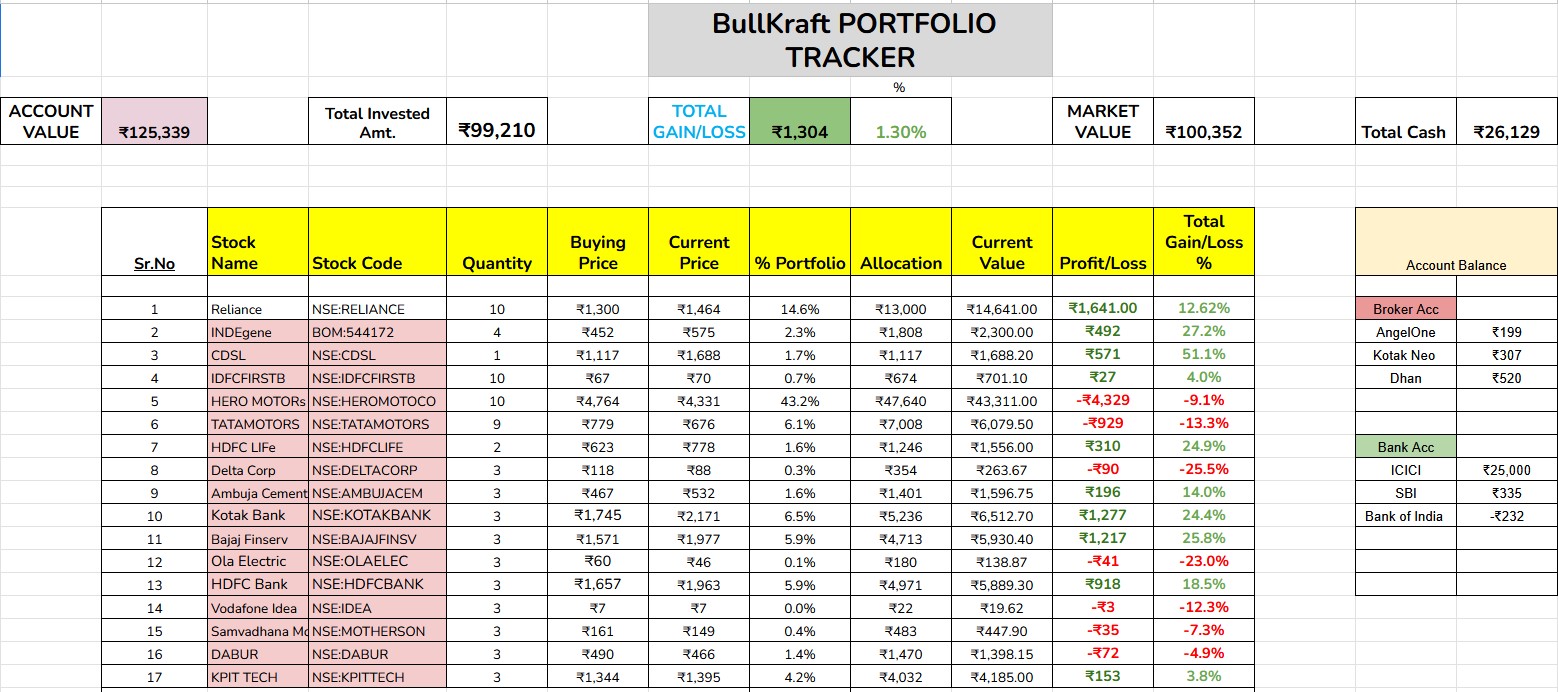 BullKraft PORTFOLIO
TRACKER
%
ACCOUNT VALUE ₹125,339 Total Invested Amt. ₹99,210 TOTAL GAIN/LOSS ₹1,304 1.30% MARKET VALUE ₹100,352 Total Cash ₹26,129
Sr.No Stock Name Stock Code Quantity Buying Price Current Price % Portfolio Allocation Current Value Profit/Loss Total Gain/Loss % Account Balance
1 Reliance NSE:RELIANCE 10 ₹1,300 ₹1,464 14.6% ₹13,000 ₹14,641.00 ₹1,641.00 12.62% Broker Acc
2 INDEgene BOM:544172 4 ₹452 ₹575 2.3% ₹1,808 ₹2,300.00 ₹492 27.2% AngelOne ₹199
3 CDSL NSE:CDSL 1 ₹1,117 ₹1,688 1.7% ₹1,117 ₹1,688.20 ₹571 51.1% Kotak Neo ₹307
4 IDFCFIRSTB NSE:IDFCFIRSTB 10 ₹67 ₹70 0.7% ₹674 ₹701.10 ₹27 4.0% Dhan ₹520
5 HERO MOTORs NSE:HEROMOTOCO 10 ₹4,764 ₹4,331 43.2% ₹47,640 ₹43,311.00 -₹4,329 -9.1%
6 TATAMOTORS NSE:TATAMOTORS 9 ₹779 ₹676 6.1% ₹7,008 ₹6,079.50 -₹929 -13.3%
7 HDFC LIFe NSE:HDFCLIFE 2 ₹623 ₹778 1.6% ₹1,246 ₹1,556.00 ₹310 24.9% Bank Acc
8 Delta Corp NSE:DELTACORP 3 ₹118 ₹88 0.3% ₹354 ₹263.67 -₹90 -25.5% ICICI ₹25,000
9 Ambuja Cement NSE:AMBUJACEM 3 ₹467 ₹532 1.6% ₹1,401 ₹1,596.75 ₹196 14.0% SBI ₹335
10 Kotak Bank NSE:KOTAKBANK 3 ₹1,745 ₹2,171 6.5% ₹5,236 ₹6,512.70 ₹1,277 24.4% Bank of India -₹232
11 Bajaj Finserv NSE:BAJAJFINSV 3 ₹1,571 ₹1,977 5.9% ₹4,713 ₹5,930.40 ₹1,217 25.8%
12 Ola Electric NSE:OLAELEC 3 ₹60 ₹46 0.1% ₹180 ₹138.87 -₹41 -23.0%
13 HDFC Bank NSE:HDFCBANK 3 ₹1,657 ₹1,963 5.9% ₹4,971 ₹5,889.30 ₹918 18.5%
14 Vodafone Idea NSE:IDEA 3 ₹7 ₹7 0.0% ₹22 ₹19.62 -₹3 -12.3%
15 Samvadhana Mo NSE:MOTHERSON 3 ₹161 ₹149 0.4% ₹483 ₹447.90 -₹35 -7.3%
16 DABUR NSE:DABUR 3 ₹490 ₹466 1.4% ₹1,470 ₹1,398.15 -₹72 -4.9%
17 KPIT TECH NSE:KPITTECH 3 ₹1,344 ₹1,395 4.2% ₹4,032 ₹4,185.00 ₹153 3.8%